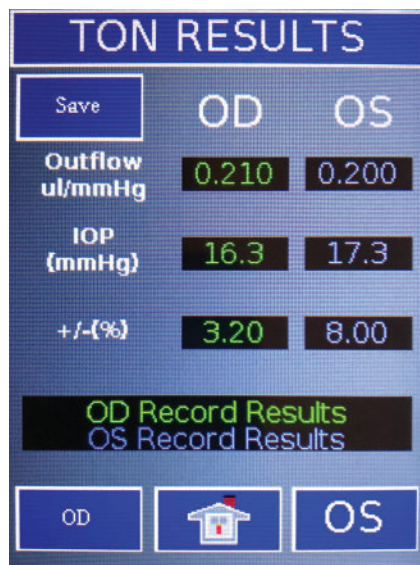 TON RESULTS
Save OD OS
Outflow
ul/mmHg 0.210 0.200
IOP
(mmHg) 16.3 17.3
+/-(%) 3.20 8.00
OD Record Results
OS Record Results
OD OS